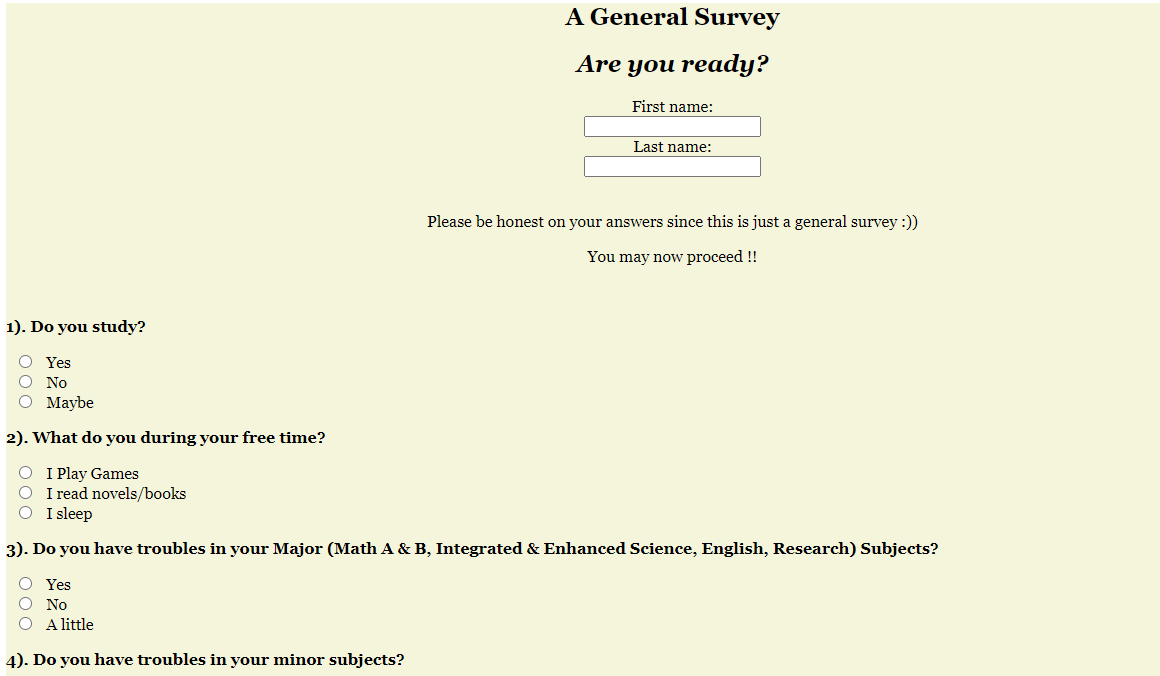 A General Survey
Are you ready?
First name:
Last name:
Please be honest on your answers since this is just a general survey :))
You may now proceed !!
1). Do you study?
Yes
No
Maybe
2). What do you during your free time?
I Play Games
I read novels/books
I sleep
3). Do you have troubles in your Major (Math A & B, Integrated & Enhanced Science, English, Research) Subjects?
Yes
No
A little
4). Do you have troubles in your minor subjects?